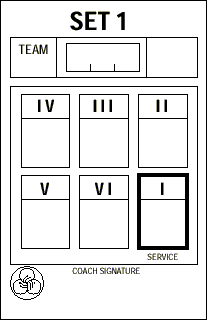 SET 1
TEAM
IV III II
V VI I
SERVICE
COACH SIGNATURE